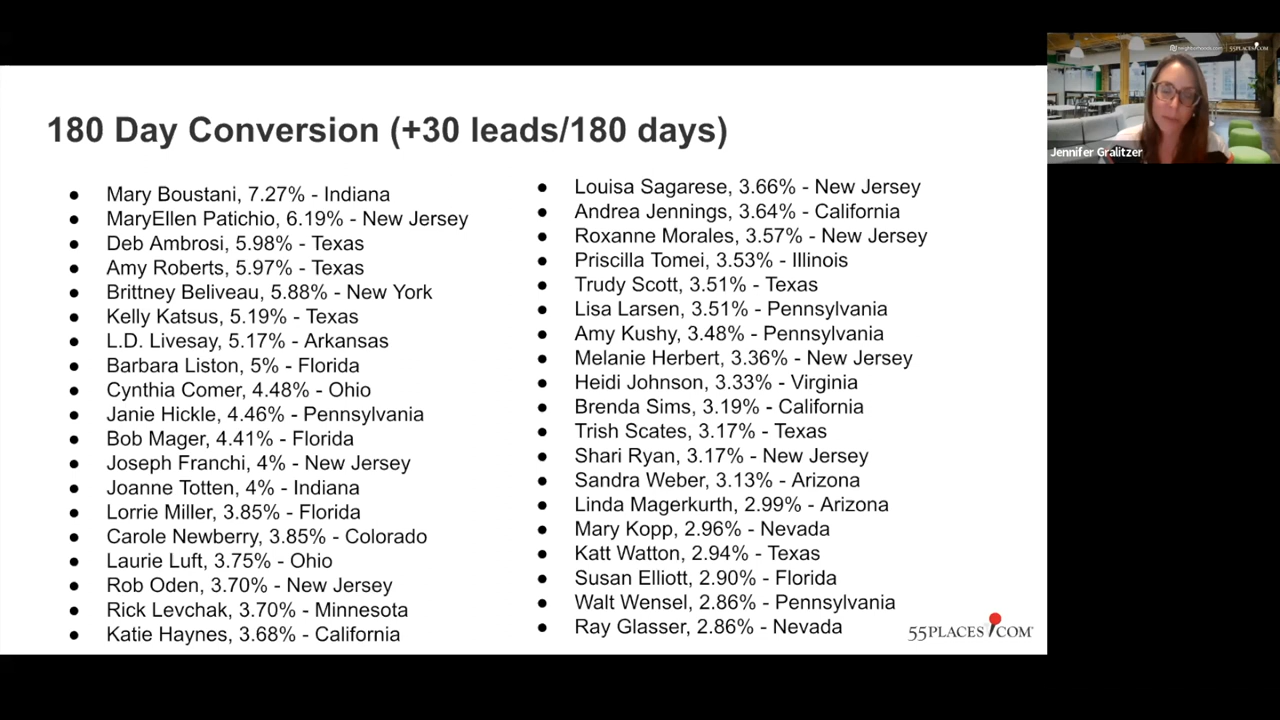 180 Day Conversion (+30 leads/180 days)
● Mary Boustani, 7.27% - Indiana
● MaryEllen Patichio, 6.19% - New Jersey
● Deb Ambrosi, 5.98% - Texas
● Amy Roberts, 5.97% - Texas
● Brittney Beliveau, 5.88% - New York
● Kelly Katsus, 5.19% - Texas
● L.D. Livesay, 5.17% - Arkansas
● Barbara Liston, 5% - Florida
● Cynthia Comer, 4.48% - Ohio
● Janie Hickle, 4.46% - Pennsylvania
● Bob Mager, 4.41% - Florida
● Joseph Franchi, 4% - New Jersey
● Joanne Totten, 4% - Indiana
● Lorrie Miller, 3.85% - Florida
● Carole Newberry, 3.85% - Colorado
● Laurie Luft, 3.75% - Ohio
● Rob Oden, 3.70% - New Jersey
● Rick Levchak, 3.70% - Minnesota
● Katie Haynes, 3.68% - California
● Louisa Sagarese, 3.66% - New Jersey
● Andrea Jennings, 3.64% - California
● Roxanne Morales, 3.57% - New Jersey
● Priscilla Tomei, 3.53% - Illinois
● Trudy Scott, 3.51% - Texas
● Lisa Larsen, 3.51% - Pennsylvania
● Amy Kushy, 3.48% - Pennsylvania
● Melanie Herbert, 3.36% - New Jersey
● Heidi Johnson, 3.33% - Virginia
● Brenda Sims, 3.19% - California
● Trish Scates, 3.17% - Texas
● Shari Ryan, 3.17% - New Jersey
● Sandra Weber, 3.13% - Arizona
● Linda Magerkurth, 2.99% - Arizona
● Mary Kopp, 2.96% - Nevada
● Katt Watton, 2.94% - Texas
● Susan Elliott, 2.90% - Florida
● Walt Wensel, 2.86% - Pennsylvania
● Ray Glasser, 2.86% - Nevada
55PLACES.COM
neighborhoods.com | 55PLACES.COM
Jennifer Gralitzer